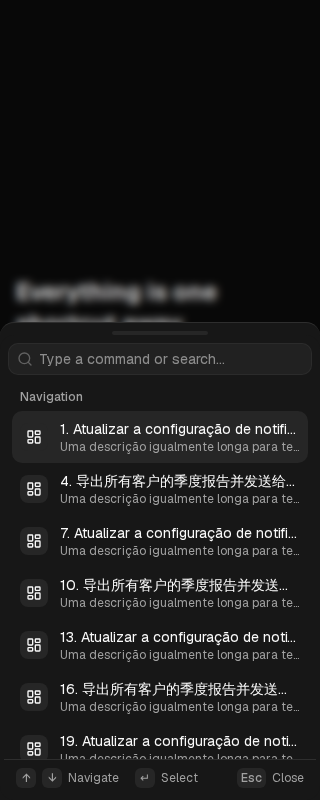 Everything is one
shortcut away
Type a command or search...
Navigation
1. Atualizar a configuração de notifi...
Uma descrição igualmente longa para te...
4. 导出所有客户的季度报告并发送给...
Uma descrição igualmente longa para te...
7. Atualizar a configuração de notifi...
Uma descrição igualmente longa para te...
10. 导出所有客户的季度报告并发送...
Uma descrição igualmente longa para te...
13. Atualizar a configuração de noti...
Uma descrição igualmente longa para te...
16. 导出所有客户的季度报告并发送...
Uma descrição igualmente longa para te...
19. Atualizar a configuração de noti...
↑ ↓ Navigate ↵ Select Esc Close